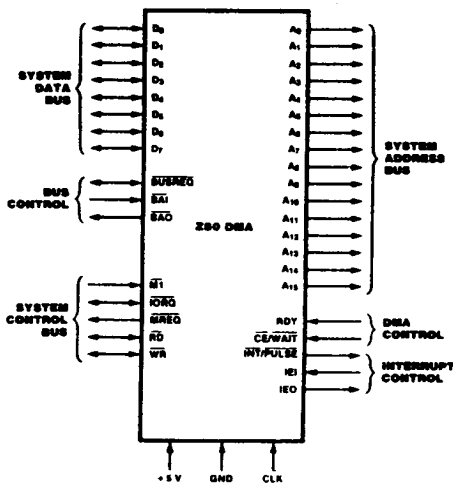 SYSTEM
DATA
BUS
D0
D1
D2
D3
D4
D5
D6
D7
BUS
CONTROL
BUSREQ
BAI
BAO
SYSTEM
CONTROL
BUS
M1
IORQ
MREQ
RD
WR
Z80 DMA
A0
A1
A2
A3
A4
A5
A6
A7
A8
A9
A10
A11
A12
A13
A14
A15
SYSTEM
ADDRESS
BUS
RDY
CE/WAIT
DMA
CONTROL
INT/PULSE
IEI
IEO
INTERRUPT
CONTROL
+5 V
GND
CLK